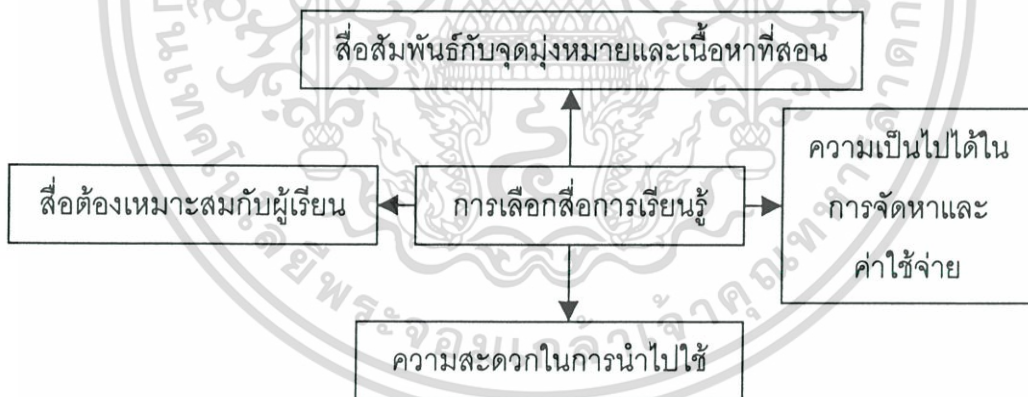 สื่อสัมพันธ์กับจุดมุ่งหมายและเนื้อหาที่สอน
ความเป็นไปได้ใน
การจัดหาและ
ค่าใช้จ่าย
สื่อต้องเหมาะสมกับผู้เรียน
การเลือกสื่อการเรียนรู้
ความสะดวกในการนำไปใช้